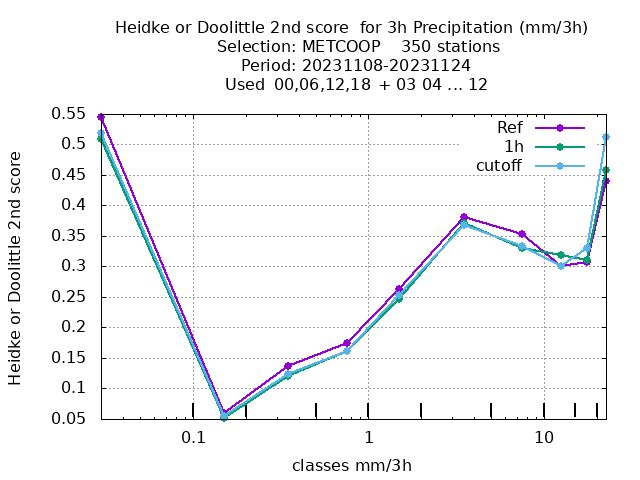 Heidke or Doolittle 2nd score  for 3h Precipitation (mm/3h)
Selection: METCOOP    350 stations
Period: 20231108-20231124
Used  00,06,12,18  + 03 04 ... 12
Ref
1h
cutoff
0.55
0.5
0.45
0.4
0.35
0.3
0.25
0.2
0.15
0.1
0.05
Heidke or Doolittle 2nd score
0.1
1
10
classes mm/3h